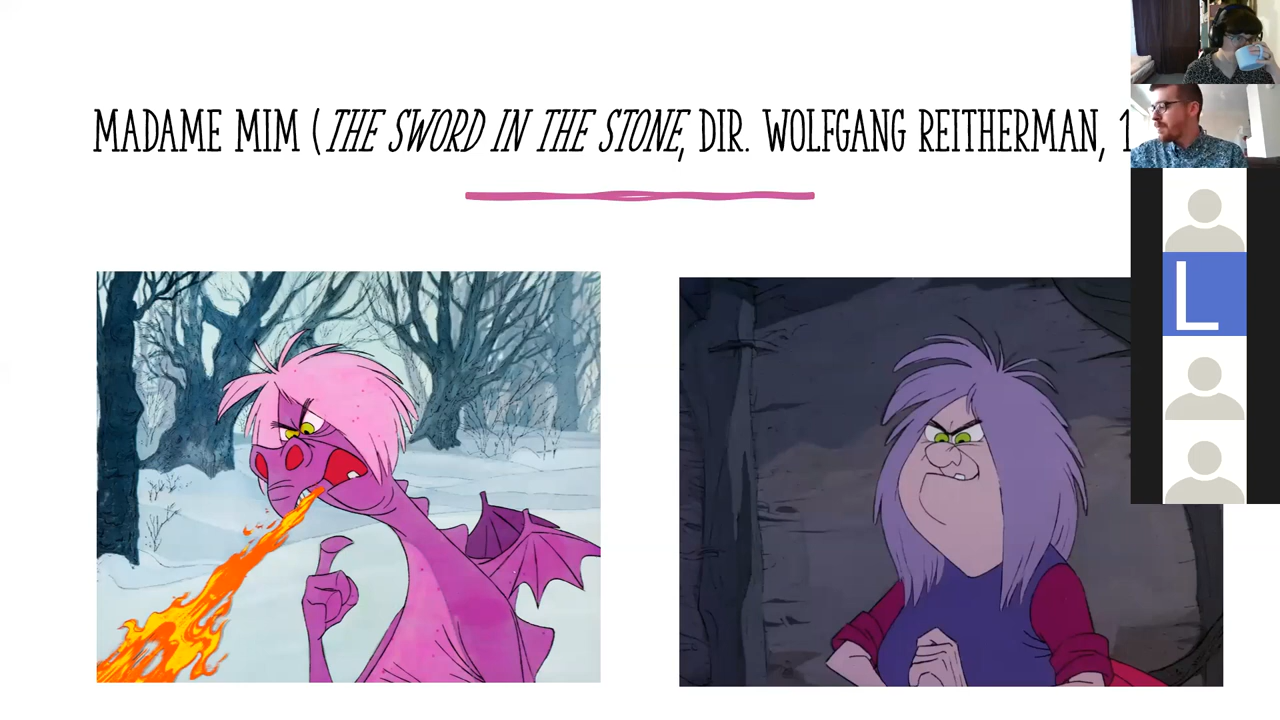 MADAME MIM (THE SWORD IN THE STONE, DIR. WOLFGANG REITHERMAN, 1
L